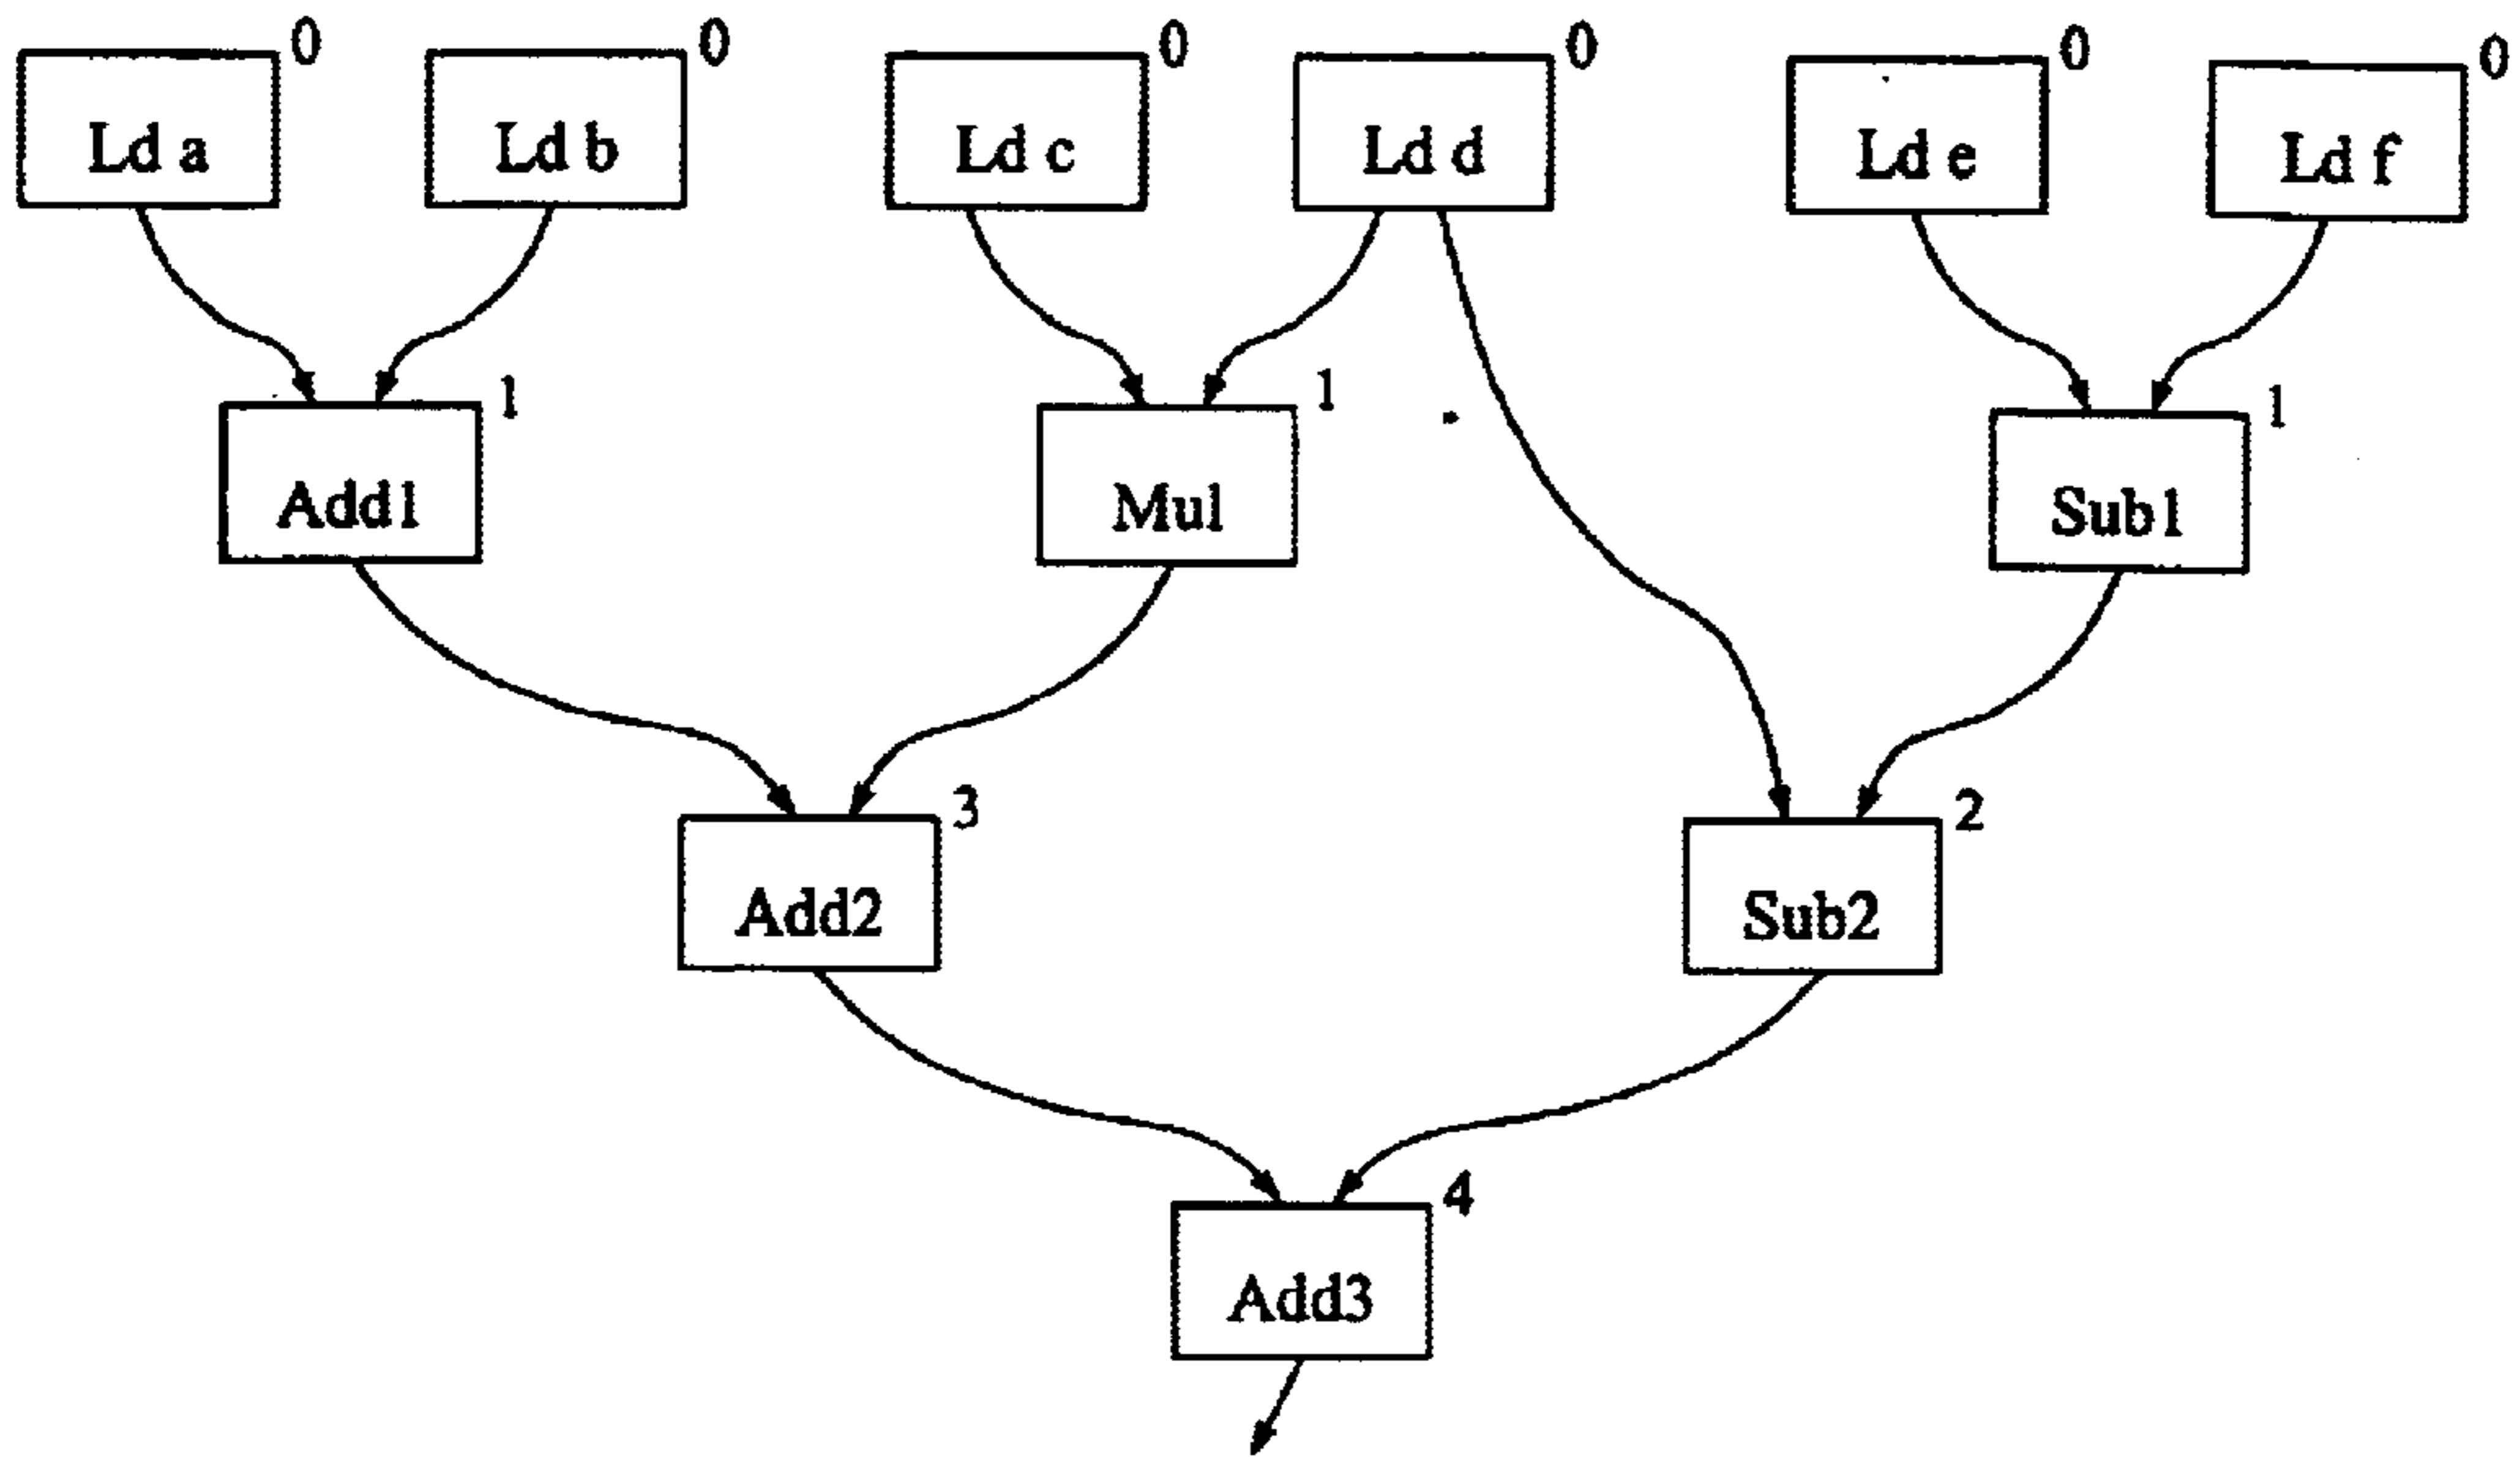 0 0 0 0 0 0
Ld a Ld b Ld c Ld d Ld e Ld f
1 1 1
Add1 Mul Sub1
3 2
Add2 Sub2
4
Add3